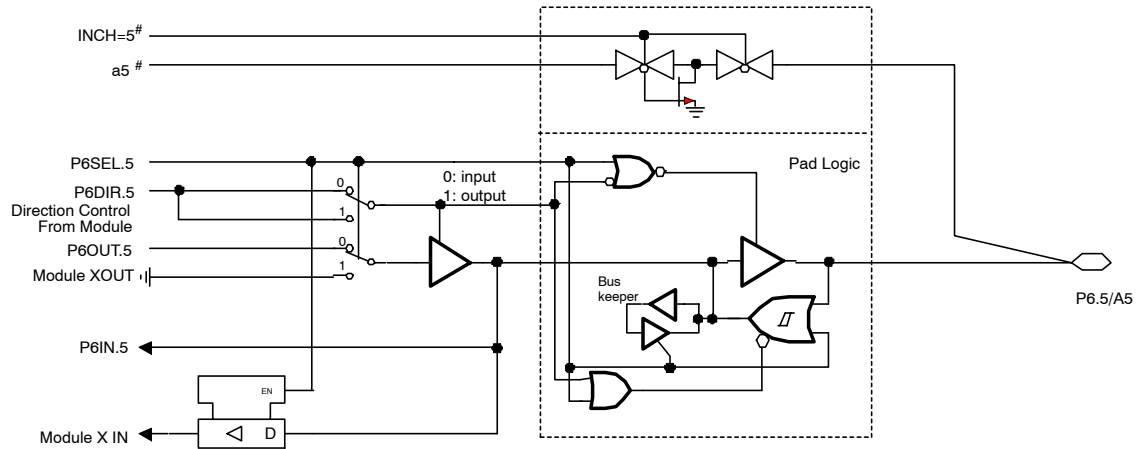 INCH=5#
a5 #
P6SEL.5
Pad Logic
P6DIR.5
0
0: input
1: output
Direction Control
From Module
1
P6OUT.5
0
Module XOUT
1
Bus
keeper
P6.5/A5
P6IN.5
EN
D
Module X IN